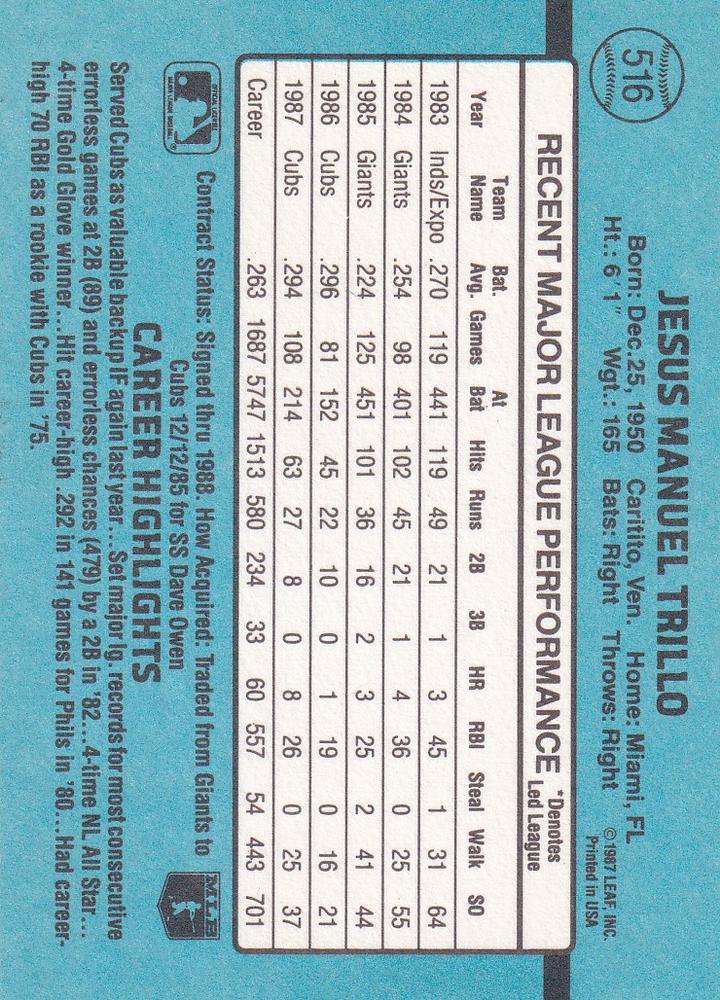 516
JESUS MANUEL TRILLO
Born: Dec. 25, 1950 Caritito, Ven. Home: Miami, FL
Ht.: 6'1" Wgt.: 165 Bats: Right Throws: Right
© 1987 LEAF, INC.
Printed in USA
RECENT MAJOR LEAGUE PERFORMANCE
*Denotes
Led League
Year Team Name Bat. Avg. Games At Bat Hits Runs 2B 3B HR RBI Steal Walk SO
1983 Inds/Expo .270 119 441 119 49 21 1 3 45 1 31 64
1984 Giants .254 98 401 102 45 21 1 4 36 0 25 55
1985 Giants .224 125 451 101 36 16 2 3 25 2 41 44
1986 Cubs .296 81 152 45 22 10 0 1 19 0 16 21
1987 Cubs .294 108 214 63 27 8 0 8 26 0 25 37
Career .263 1687 5747 1513 580 234 33 60 557 54 443 701
Contract Status: Signed thru 1988. How Acquired: Traded from Giants to
Cubs 12/12/85 for SS Dave Owen
MLB
CAREER HIGHLIGHTS
Served Cubs as valuable backup IF again last year...Set major lg. records for most consecutive
errorless games at 2B (89) and errorless chances (479) by a 2B in '82...4-time NL All Star...
4-time Gold Glove winner...Hit career-high .292 in 141 games for Phils in '80...Had career-
high 70 RBI as a rookie with Cubs in '75.